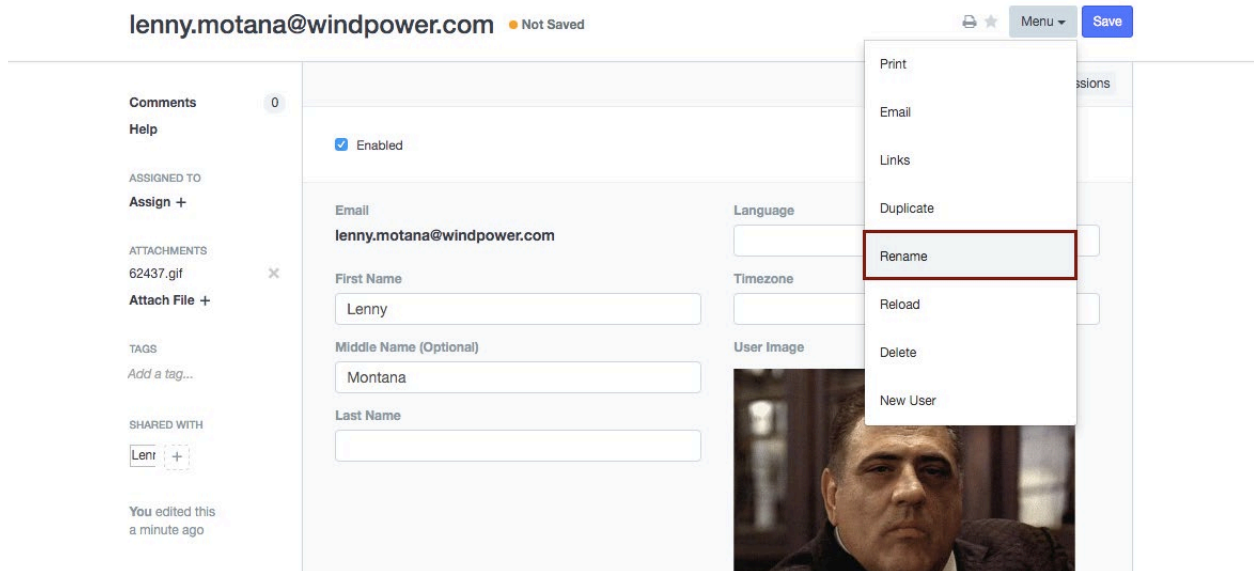 lenny.motana@windpower.com Not Saved Menu Save
Comments 0
Help
ASSIGNED TO
Assign +
ATTACHMENTS
62437.gif ×
Attach File +
TAGS
Add a tag...
SHARED WITH
+
You edited this
a minute ago
Enabled
Email
lenny.motana@windpower.com
First Name
Lenny
Middle Name (Optional)
Montana
Last Name
Language
Timezone
User Image
Print
Email
Links
Duplicate
Rename
Reload
Delete
New User